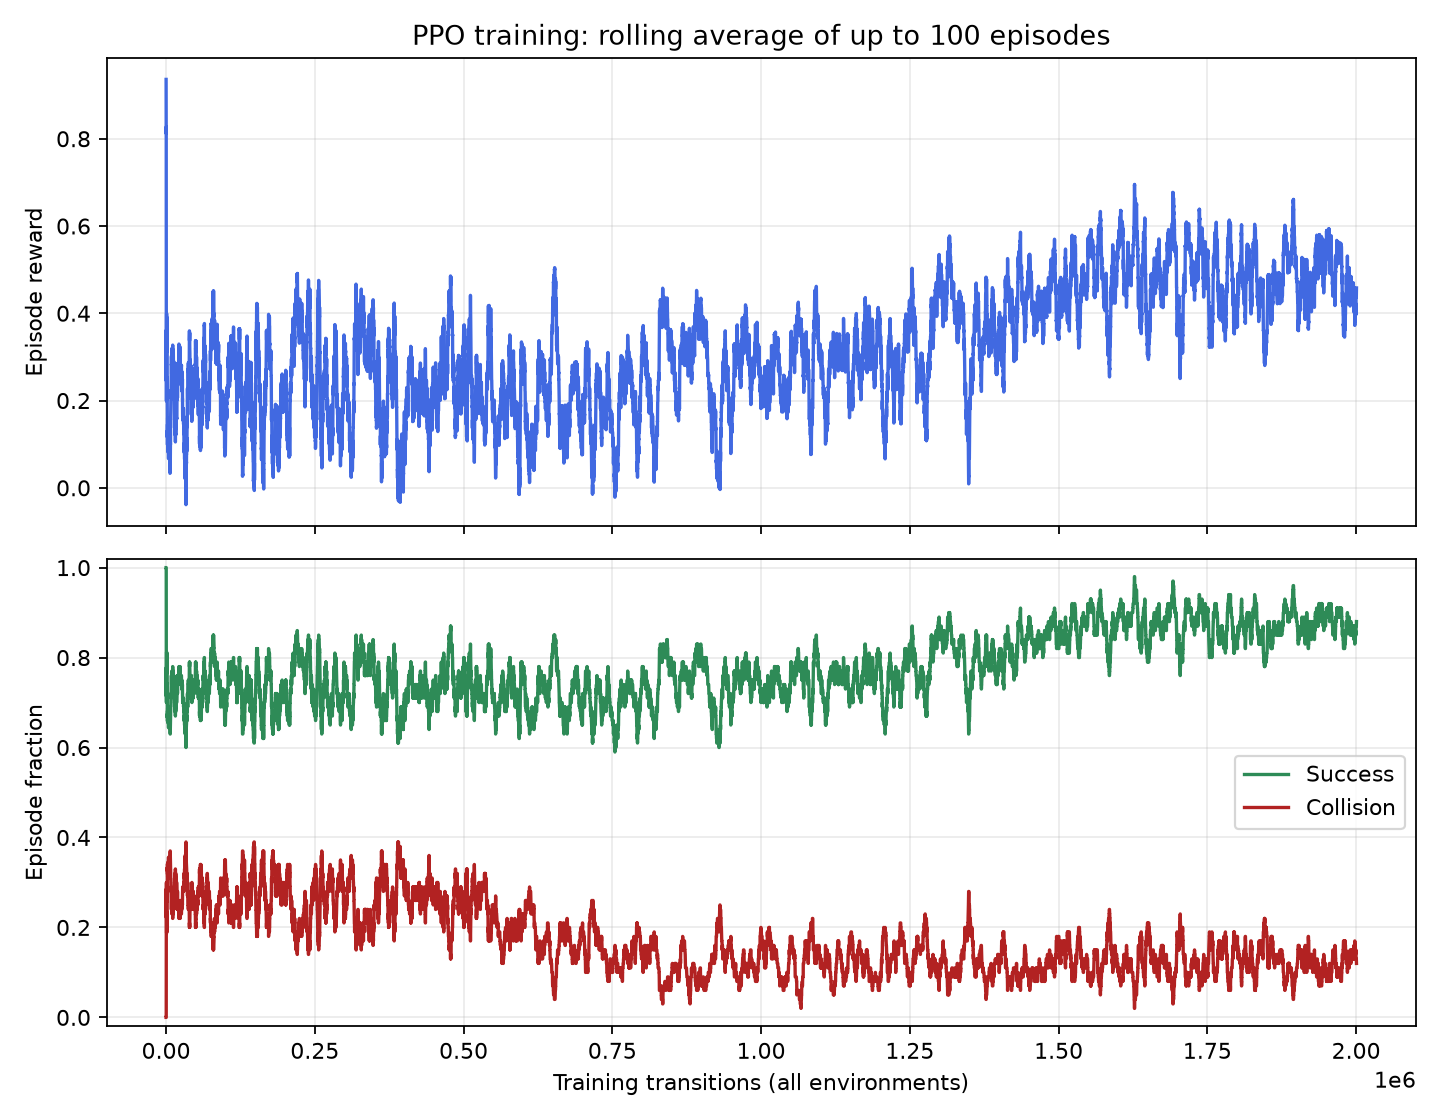 PPO training: rolling average of up to 100 episodes
Episode reward
0.8
0.6
0.4
0.2
0.0
Episode fraction
1.0
0.8
0.6
0.4
0.2
0.0
Success
Collision
0.00 0.25 0.50 0.75 1.00 1.25 1.50 1.75 2.00
1e6
Training transitions (all environments)